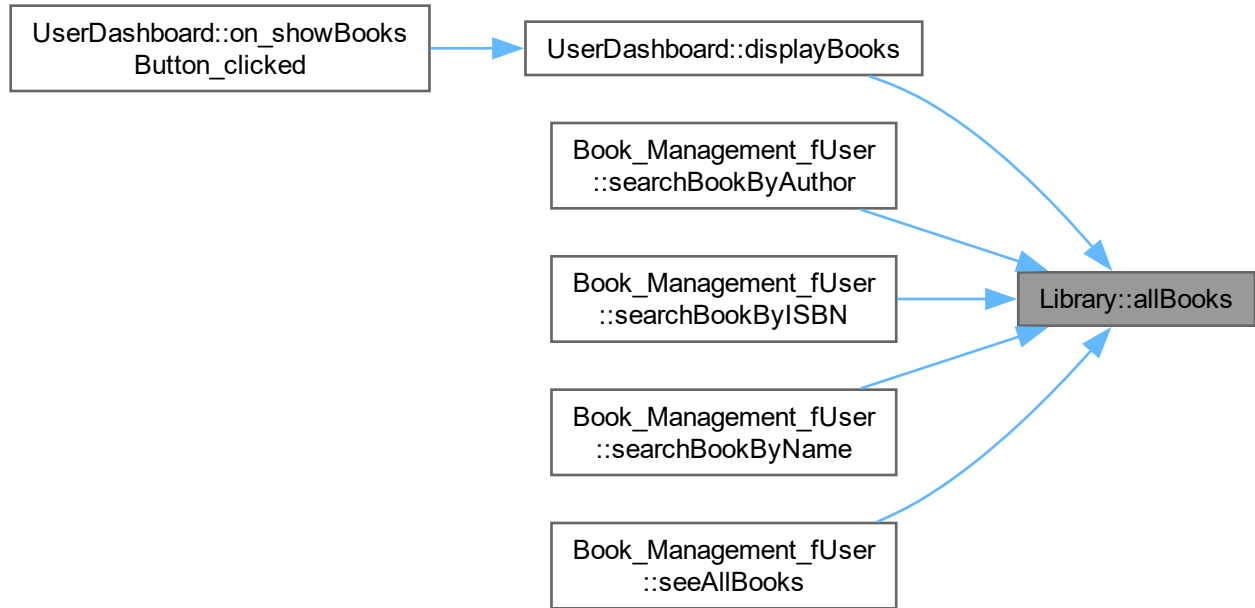 UserDashboard::on_showBooks
Button_clicked
UserDashboard::displayBooks
Book_Management_fUser
::searchBookByAuthor
Book_Management_fUser
::searchBookByISBN
Library::allBooks
Book_Management_fUser
::searchBookByName
Book_Management_fUser
::seeAllBooks